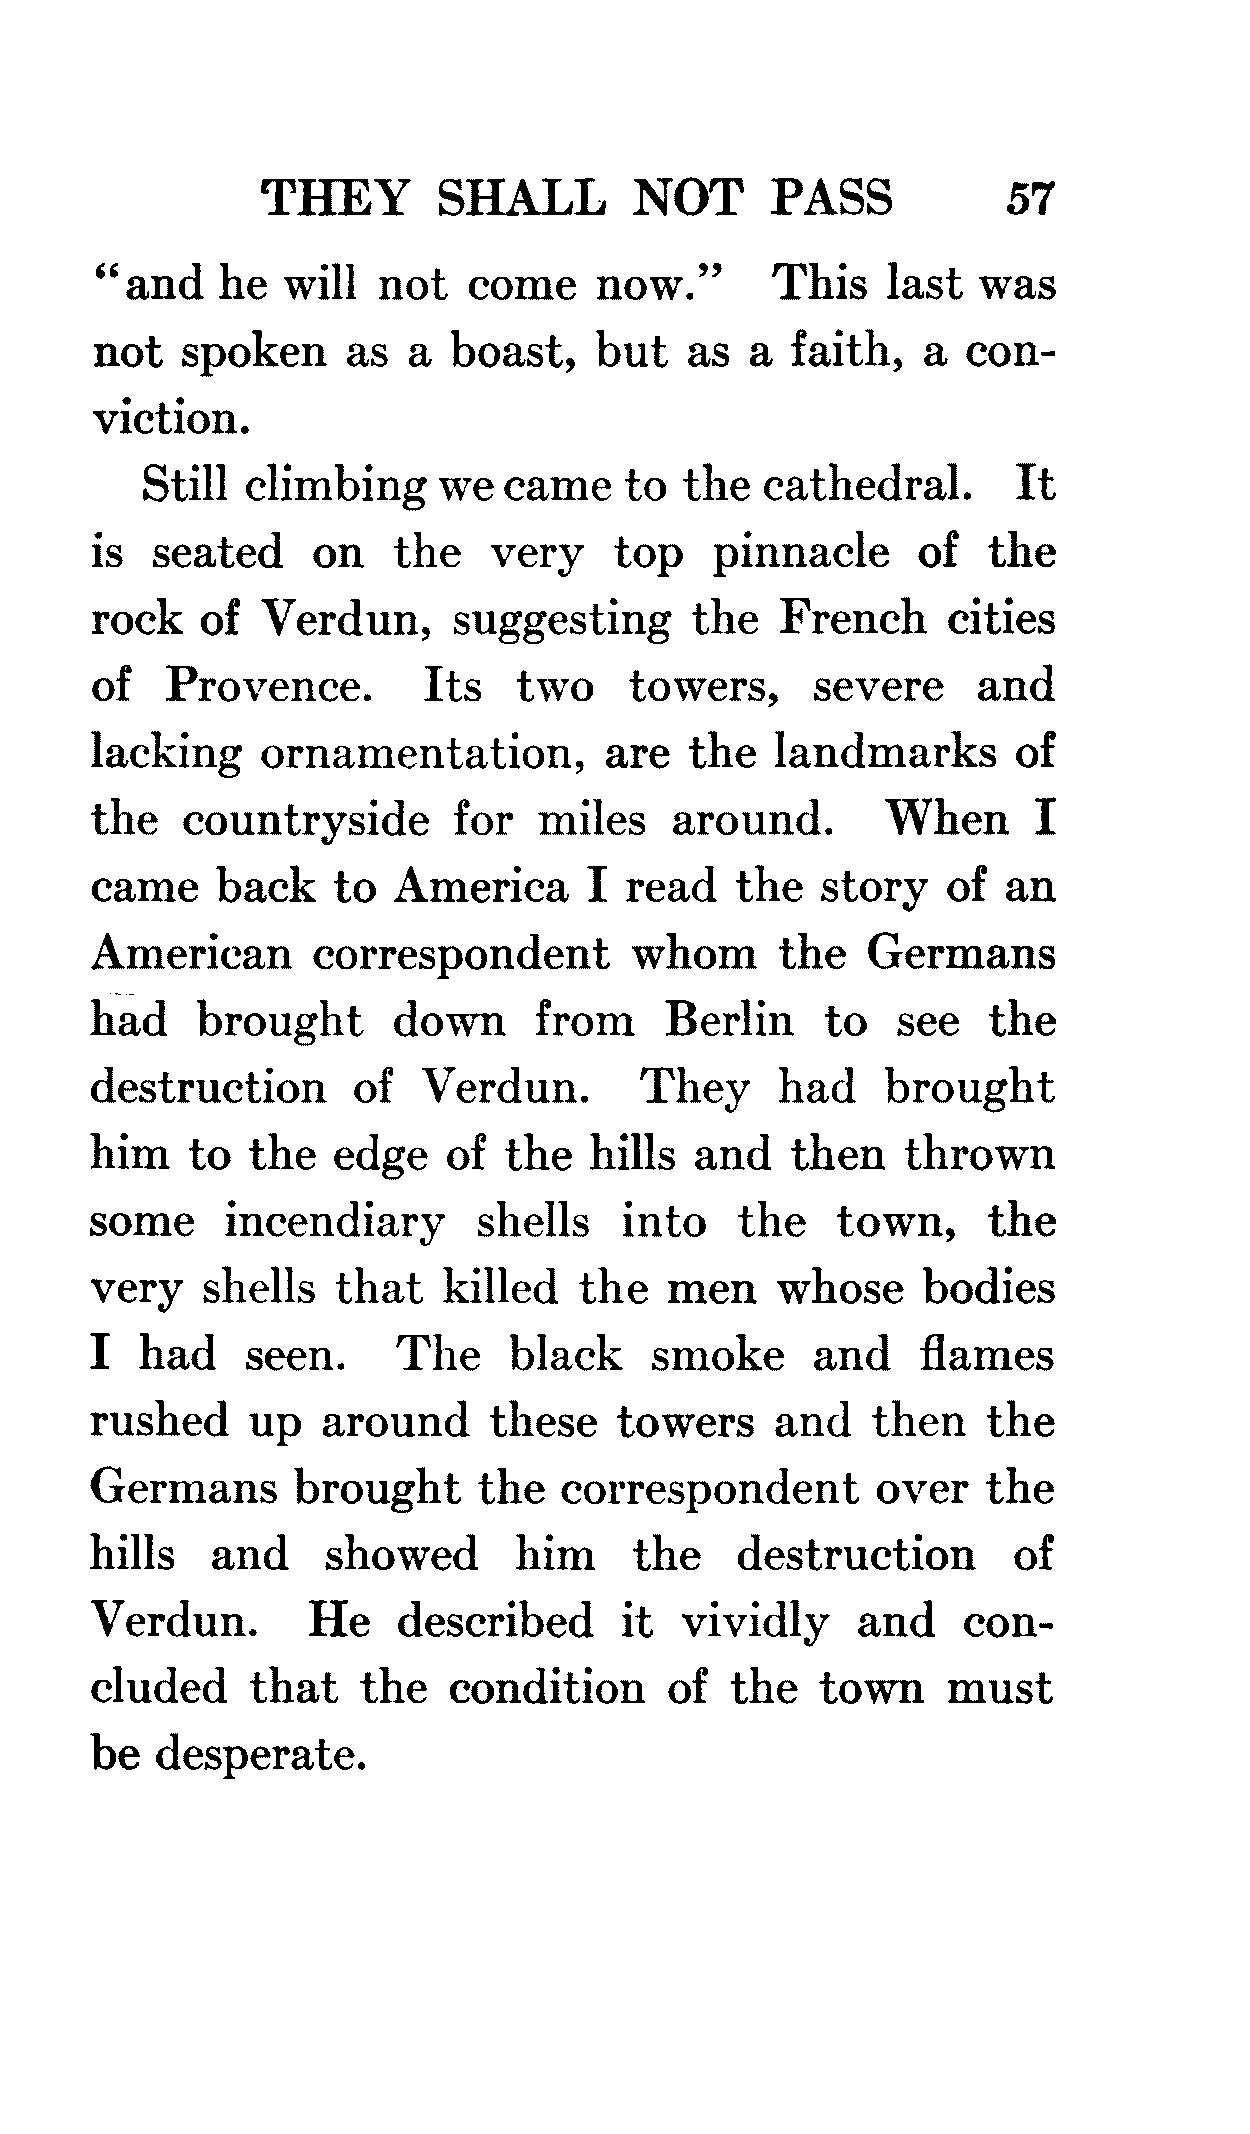 THEY SHALL NOT PASS 57
“and he will not come now.” This last was
not spoken as a boast, but as a faith, a con-
viction.
Still climbing we came to the cathedral. It
is seated on the very top pinnacle of the
rock of Verdun, suggesting the French cities
of Provence. Its two towers, severe and
lacking ornamentation, are the landmarks of
the countryside for miles around. When I
came back to America I read the story of an
American correspondent whom the Germans
had brought down from Berlin to see the
destruction of Verdun. They had brought
him to the edge of the hills and then thrown
some incendiary shells into the town, the
very shells that killed the men whose bodies
I had seen. The black smoke and flames
rushed up around these towers and then the
Germans brought the correspondent over the
hills and showed him the destruction of
Verdun. He described it vividly and con-
cluded that the condition of the town must
be desperate.